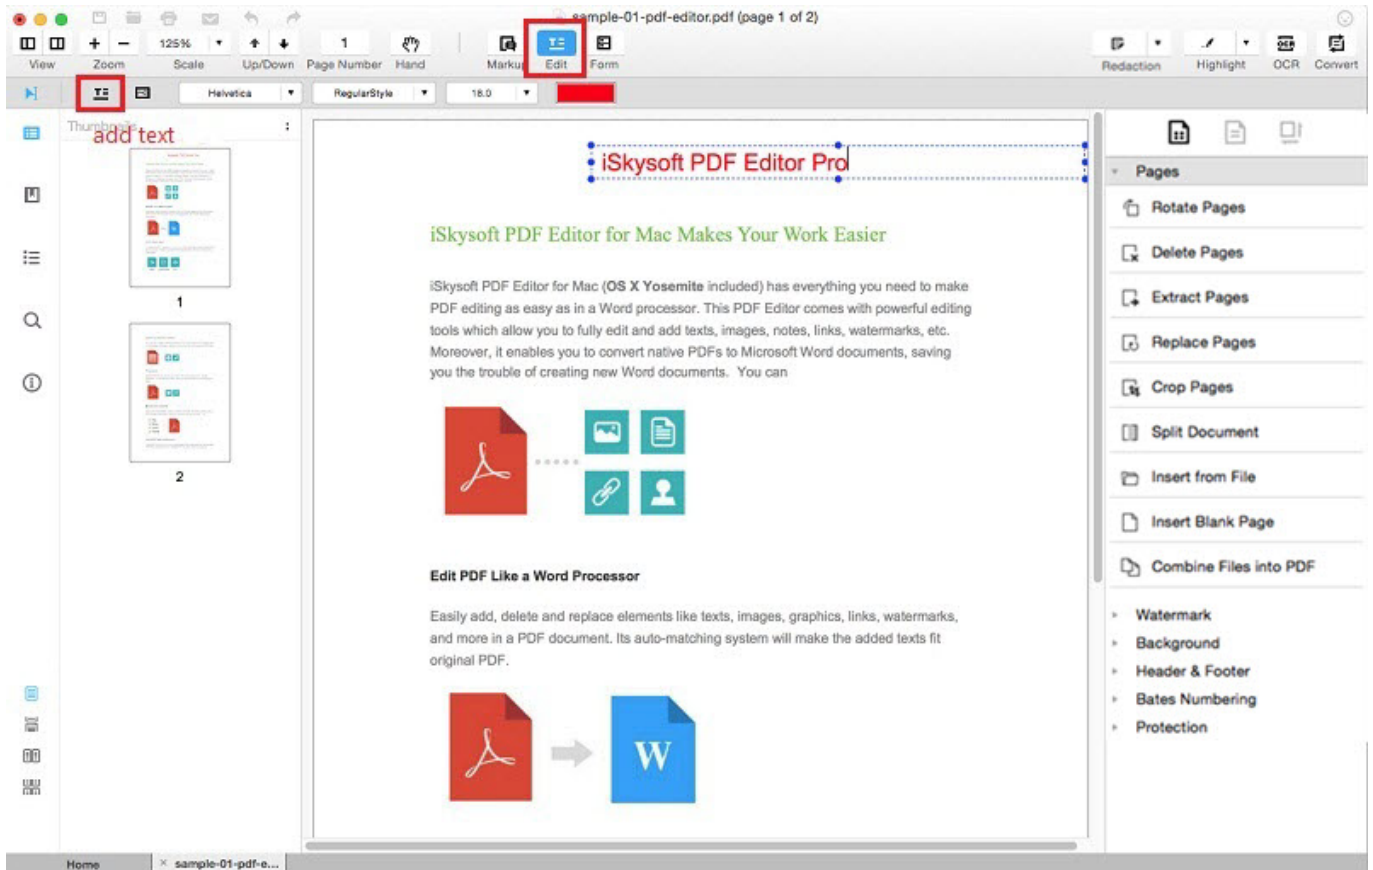 sample-01-pdf-editor.pdf (page 1 of 2)
125%
1
View
Zoom
Scale
Up/Down
Page Number
Hand
Markup
Edit
Form
Redaction
Highlight
OCR
Convert
Helvetica
RegularStyle
18.0
Thumbnails
add text
1
2
iSkysoft PDF Editor Pro
iSkysoft PDF Editor for Mac Makes Your Work Easier
iSkysoft PDF Editor for Mac (OS X Yosemite included) has everything you need to make
PDF editing as easy as in a Word processor. This PDF Editor comes with powerful editing
tools which allow you to fully edit and add texts, images, notes, links, watermarks, etc.
Moreover, it enables you to convert native PDFs to Microsoft Word documents, saving
you the trouble of creating new Word documents. You can
Edit PDF Like a Word Processor
Easily add, delete and replace elements like texts, images, graphics, links, watermarks,
and more in a PDF document. Its auto-matching system will make the added texts fit
original PDF.
W
Pages
Rotate Pages
Delete Pages
Extract Pages
Replace Pages
Crop Pages
Split Document
Insert from File
Insert Blank Page
Combine Files into PDF
Watermark
Background
Header & Footer
Bates Numbering
Protection
Home
sample-01-pdf-e...